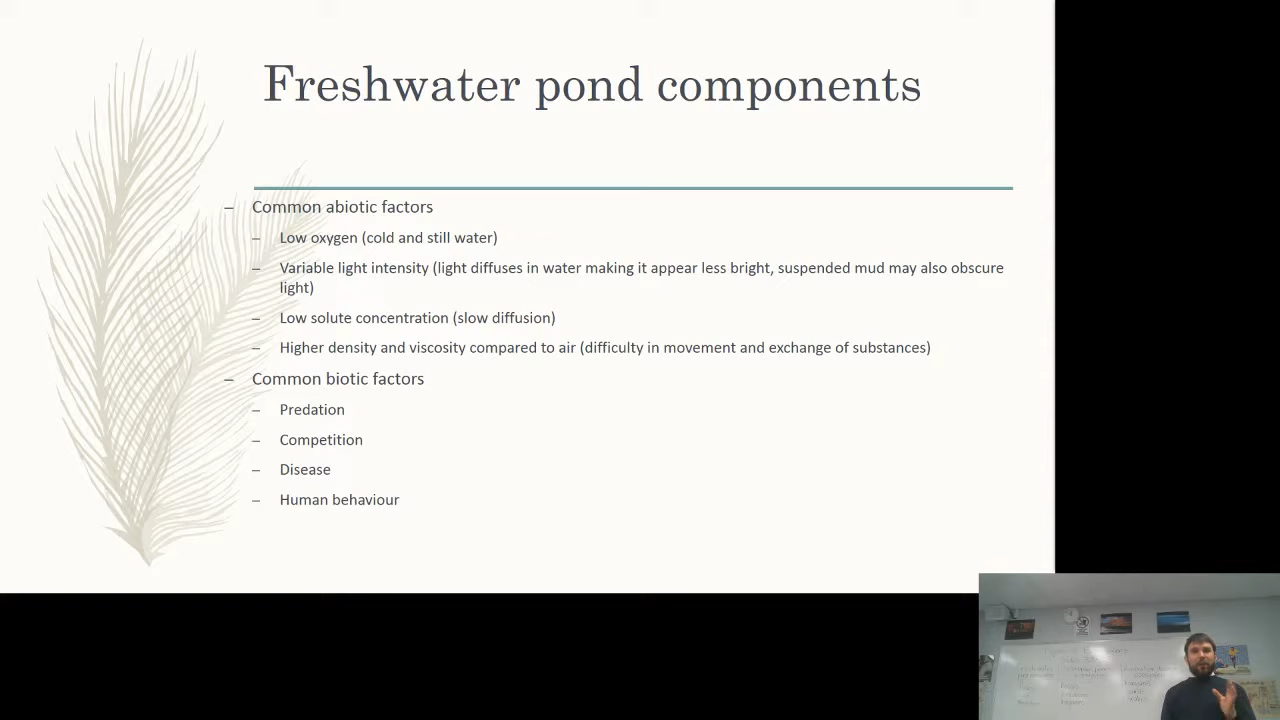 Freshwater pond components
– Common abiotic factors
– Low oxygen (cold and still water)
– Variable light intensity (light diffuses in water making it appear less bright, suspended mud may also obscure
light)
– Low solute concentration (slow diffusion)
– Higher density and viscosity compared to air (difficulty in movement and exchange of substances)
– Common biotic factors
– Predation
– Competition
– Disease
– Human behaviour